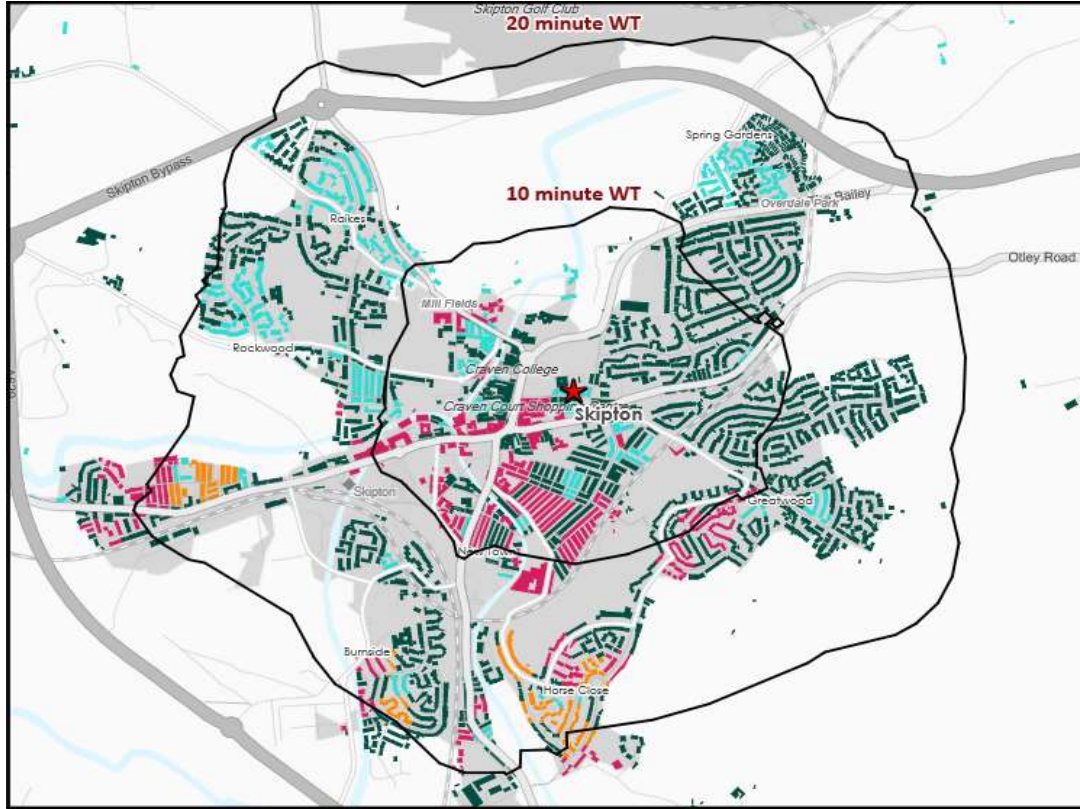 Skipton Golf Club
20 minute WT
Spring Gardens
Skipton Bypass
10 minute WT
Bailey
Overdale Park
Raikes
Otley Road
Mill Fields
Rockwood
Craven College
Craven Court Shopping
Skipton
Skipton
Greatwood
New Town
Burnside
Horse Close